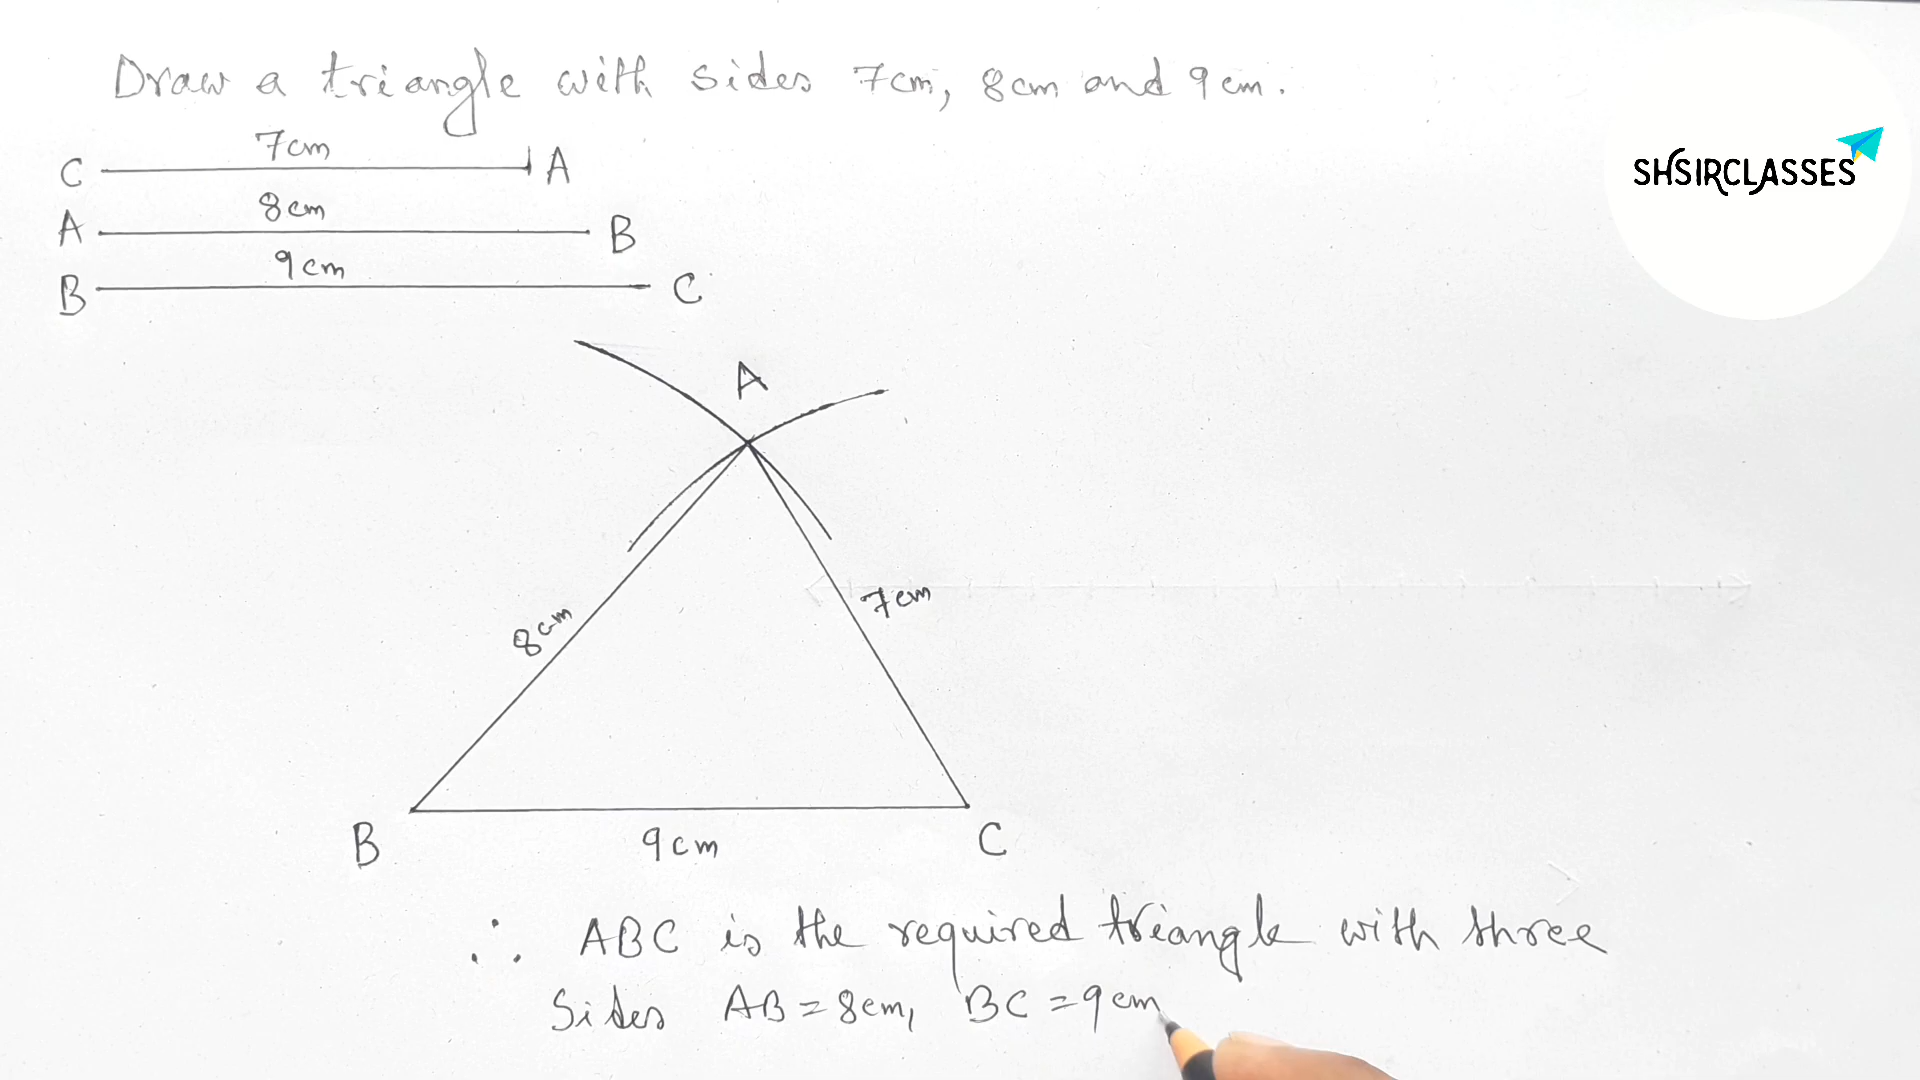 Draw a triangle with sides 7cm, 8cm and 9cm.
7cm
C A
8cm
A B
9cm
B C
SHSIRCLASSES
A
8cm
7cm
B
9cm
C
∴ ABC is the required triangle with three
Sides AB = 8cm, BC = 9cm